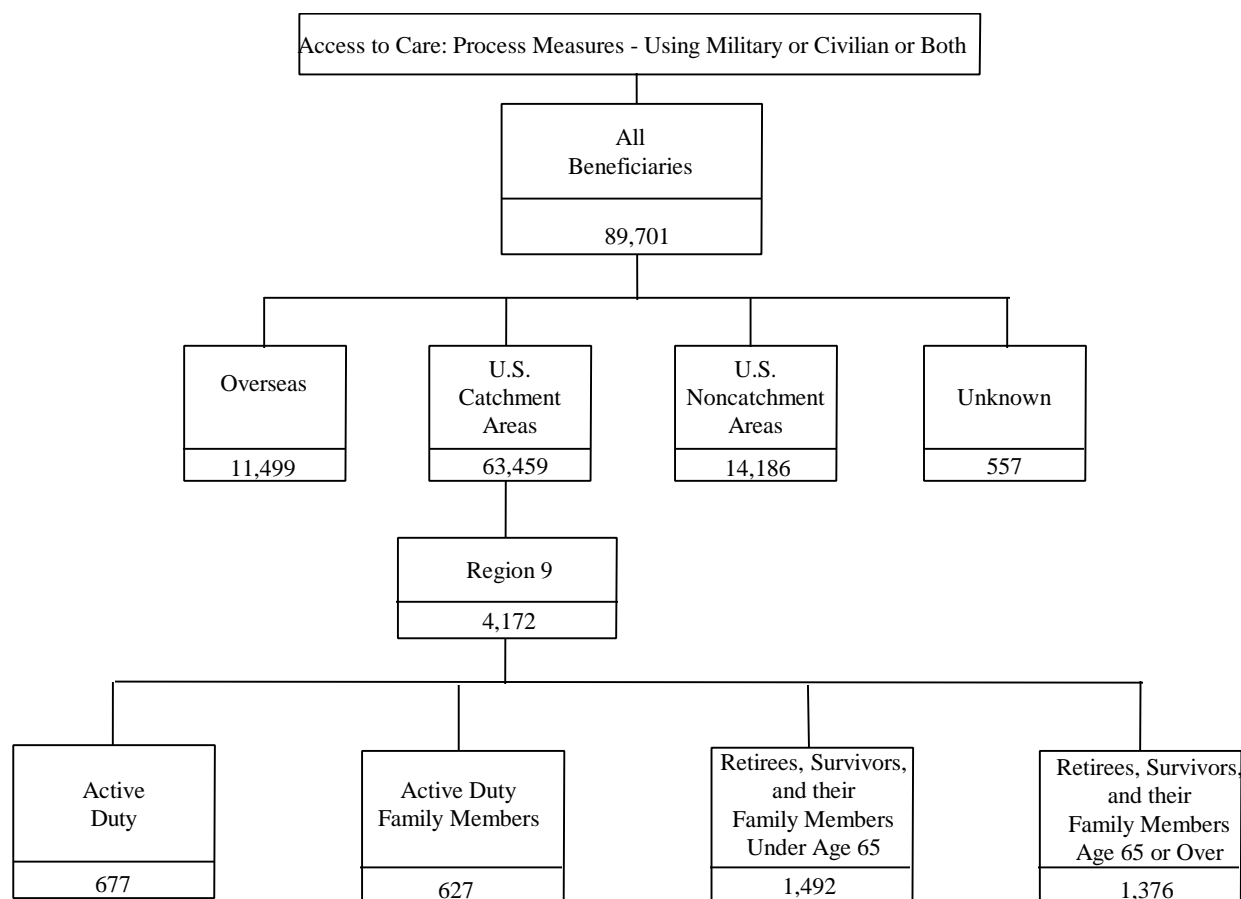 Access to Care: Process Measures - Using Military or Civilian or Both
All
Beneficiaries
89,701
Overseas
11,499
U.S.
Catchment
Areas
63,459
U.S.
Noncatchment
Areas
14,186
Unknown
557
Region 9
4,172
Active
Duty
677
Active Duty
Family Members
627
Retirees, Survivors,
and their
Family Members
Under Age 65
1,492
Retirees, Survivors,
and their
Family Members
Age 65 or Over
1,376